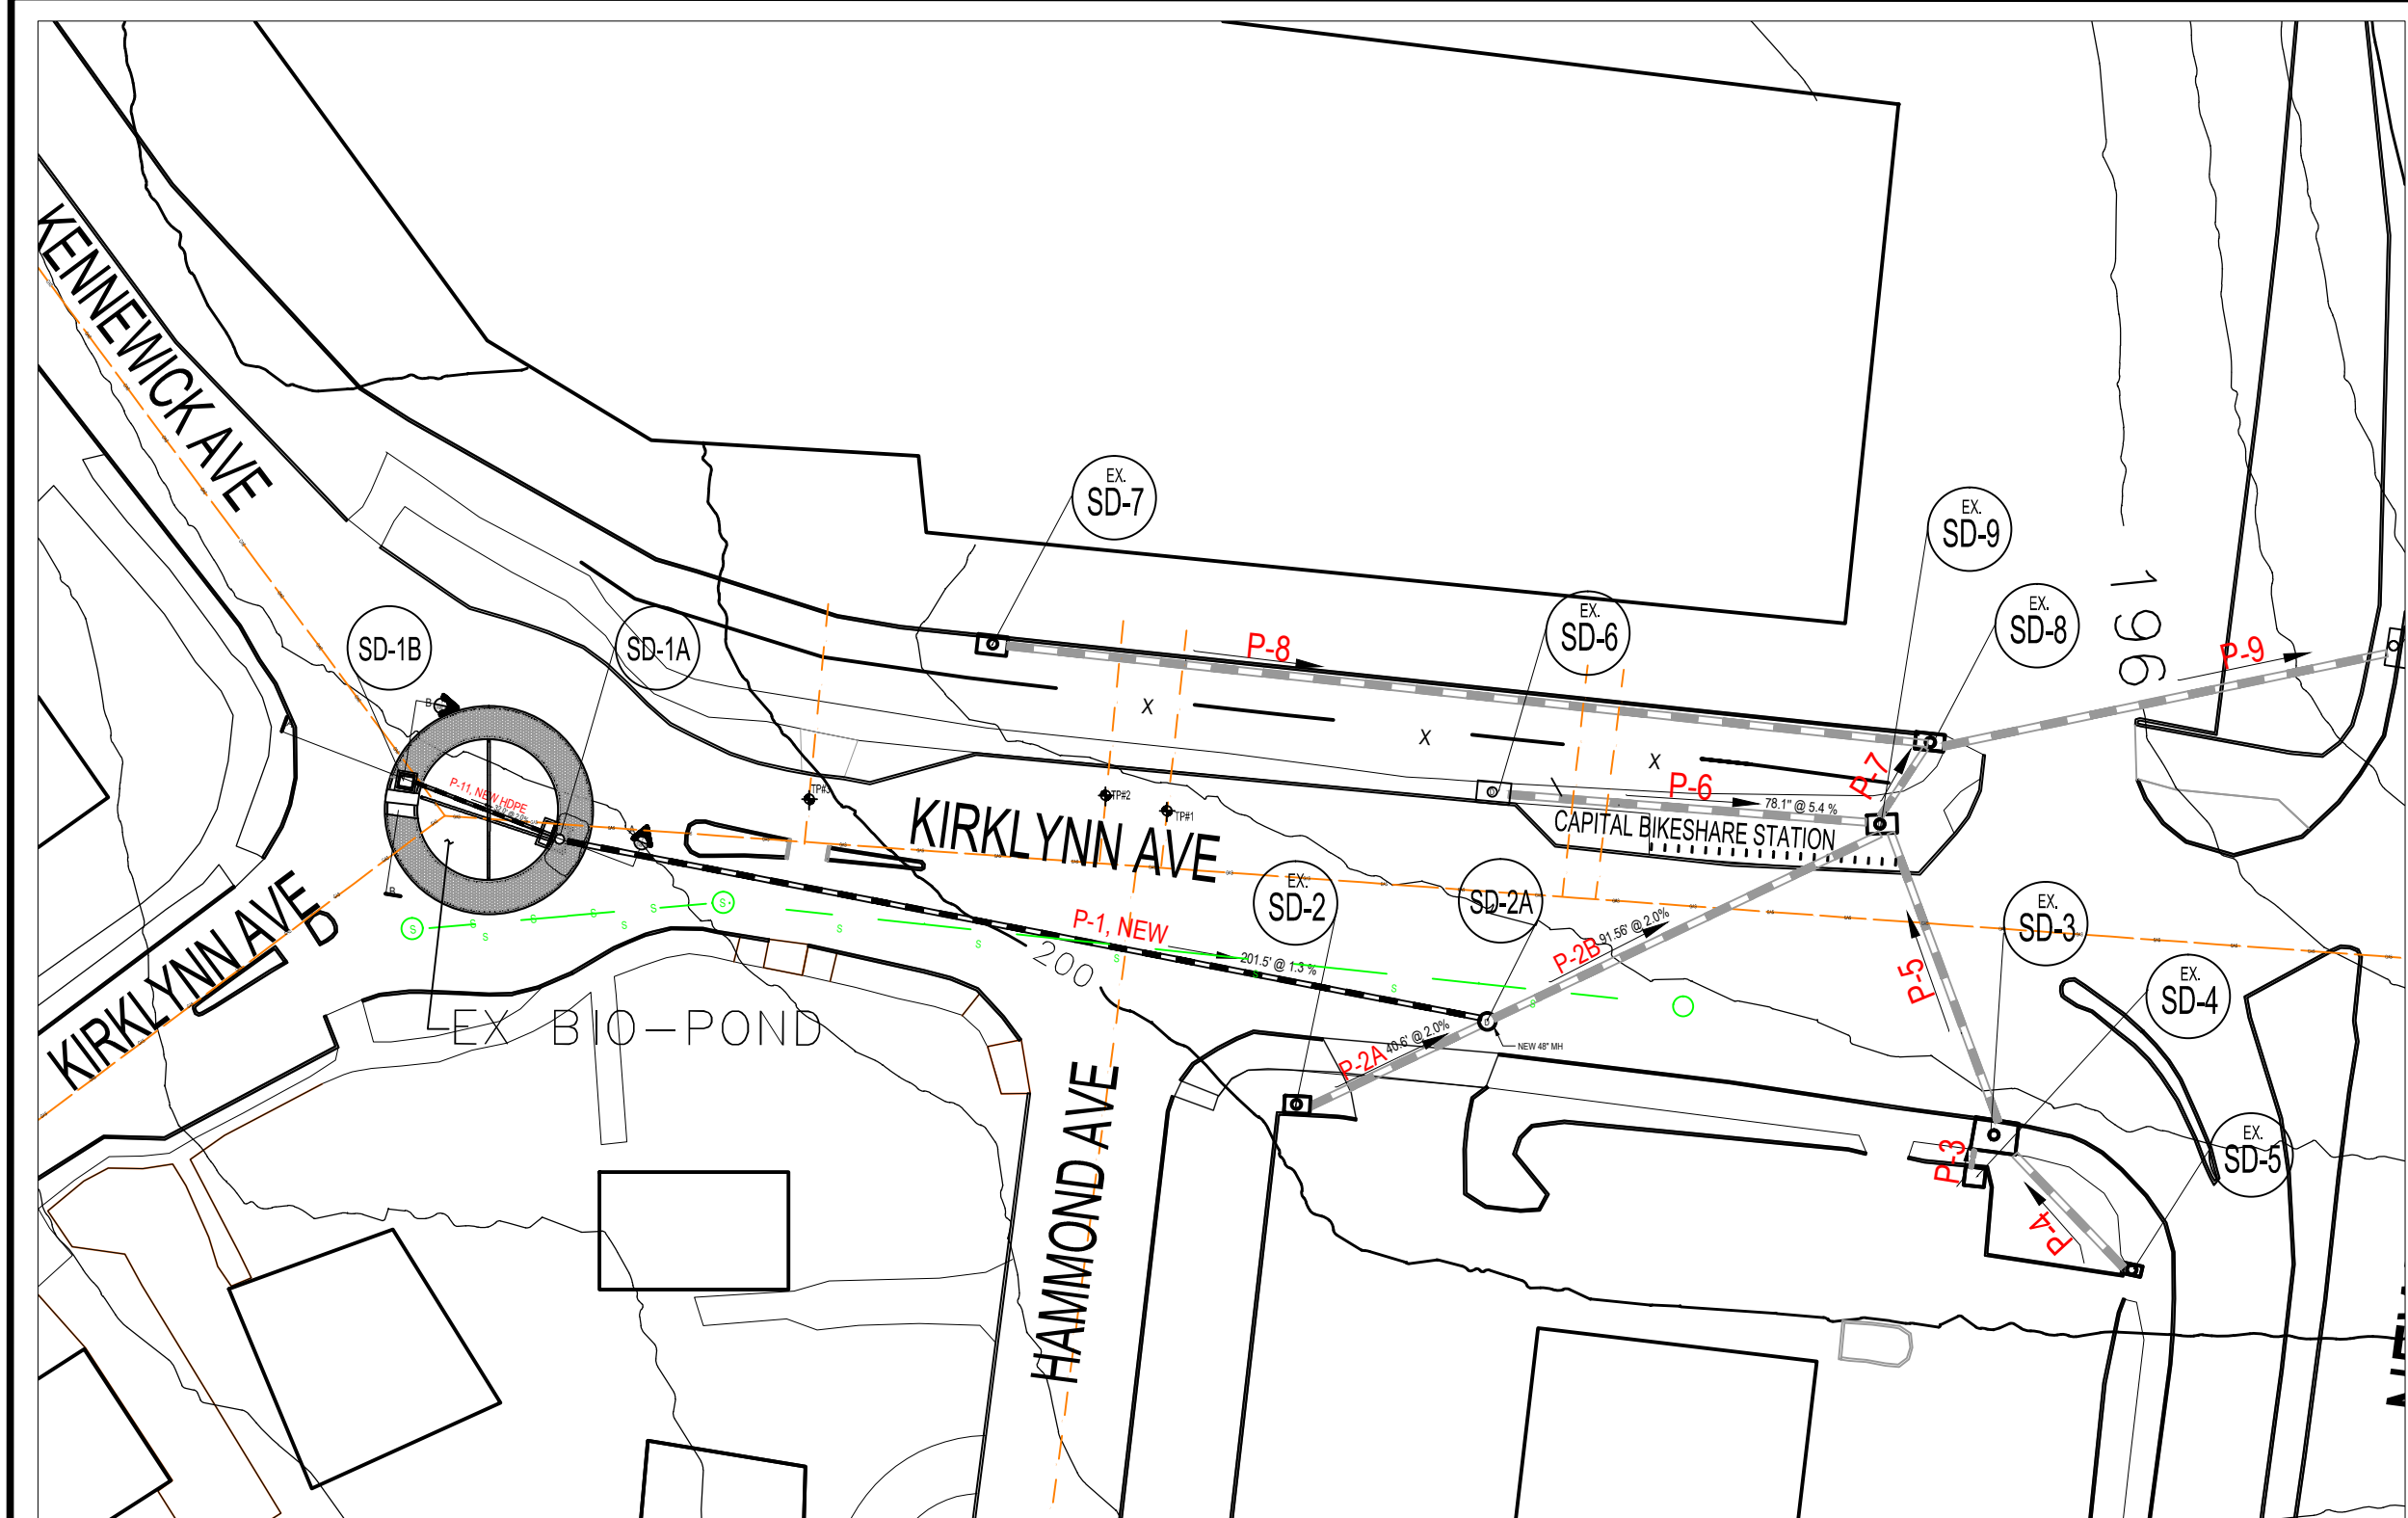 KENNEWICK AVE
EX.
SD-7
EX.
SD-9
EX.
SD-6
EX.
SD-8
196
SD-1B
SD-1A
P-8
P-9
X
X
X
P-7
P-6
78.1" @ 5.4 %
CAPITAL BIKESHARE STATION
B
P-11, NEW HDPE
TP#3
TP#2
TP#1
KIRKLYNN AVE
B
EX.
SD-2
SD-2A
EX.
SD-3
P-1, NEW
201.5' @ 1.3 %
P-2B
91.56' @ 2.0%
P-5
EX.
SD-4
200
KIRKLYNN AVE
D
EX BIO-POND
P-2A
40.6' @ 2.0%
NEW 48" MH
HAMMOND AVE
P-3
EX.
SD-5
P-4
S
S
S
S
S
S
S
S
S
S
S
S
S